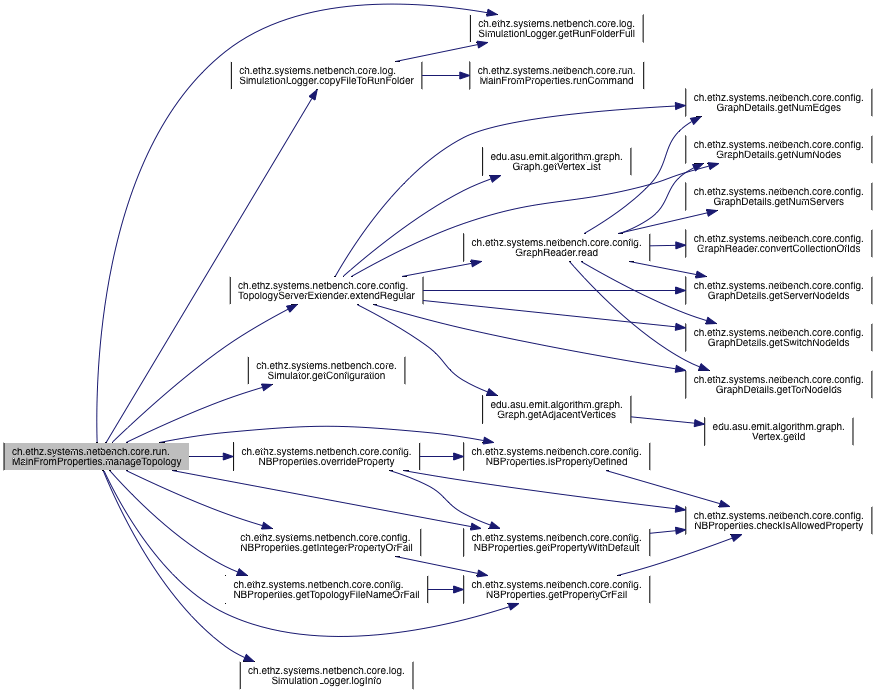 ch.ethz.systems.netbench.core.log.
SimulationLogger.getRunFolderFull
ch.ethz.systems.netbench.core.log.
SimulationLogger.copyFileToRunFolder
ch.ethz.systems.netbench.core.run.
MainFromProperties.runCommand
ch.ethz.systems.netbench.core.config.
GraphDetails.getNumEdges
edu.asu.emit.algorithm.graph.
Graph.getVertexList
ch.ethz.systems.netbench.core.config.
GraphDetails.getNumNodes
ch.ethz.systems.netbench.core.config.
GraphDetails.getNumServers
ch.ethz.systems.netbench.core.config.
GraphReader.read
ch.ethz.systems.netbench.core.config.
GraphReader.convertCollectionOfIds
ch.ethz.systems.netbench.core.config.
TopologyServerExtender.extendRegular
ch.ethz.systems.netbench.core.config.
GraphDetails.getServerNodeIds
ch.ethz.systems.netbench.core.config.
GraphDetails.getSwitchNodeIds
ch.ethz.systems.netbench.core.
Simulator.getConfiguration
ch.ethz.systems.netbench.core.config.
GraphDetails.getTorNodeIds
edu.asu.emit.algorithm.graph.
Graph.getAdjacentVertices
edu.asu.emit.algorithm.graph.
Vertex.getId
ch.ethz.systems.netbench.core.run.
MainFromProperties.manageTopology
ch.ethz.systems.netbench.core.config.
NBProperties.overrideProperty
ch.ethz.systems.netbench.core.config.
NBProperties.isPropertyDefined
ch.ethz.systems.netbench.core.config.
NBProperties.checkIsAllowedProperty
ch.ethz.systems.netbench.core.config.
NBProperties.getIntegerPropertyOrFail
ch.ethz.systems.netbench.core.config.
NBProperties.getPropertyWithDefault
ch.ethz.systems.netbench.core.config.
NBProperties.getTopologyFileNameOrFail
ch.ethz.systems.netbench.core.config.
NBProperties.getPropertyOrFail
ch.ethz.systems.netbench.core.log.
SimulationLogger.logInfo